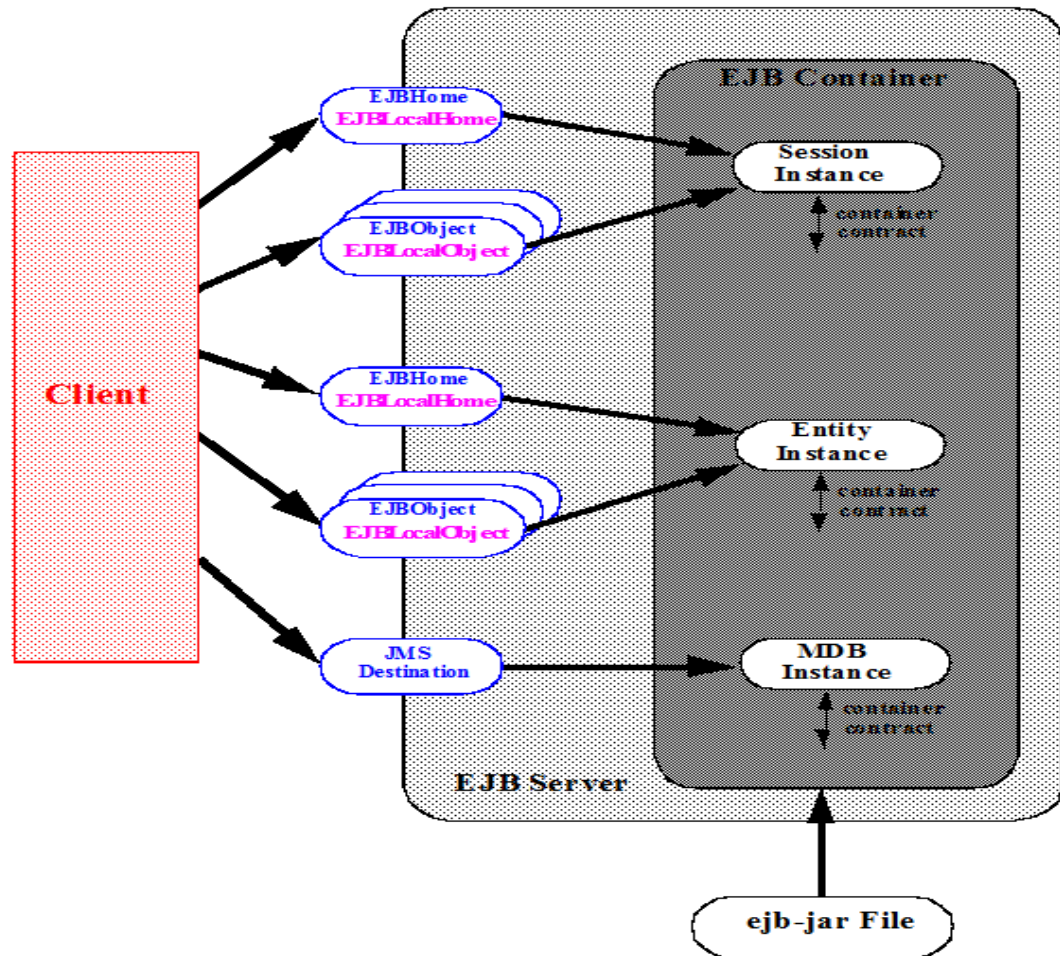 EJB Container
EJBHome
EJBLocalHome
Session
Instance
container
contract
EJBObject
EJBLocalObject
Client
EJBHome
EJBLocalHome
Entity
Instance
container
contract
EJBObject
EJBLocalObject
JMS
Destination
MDB
Instance
container
contract
EJB Server
ejb-jar File